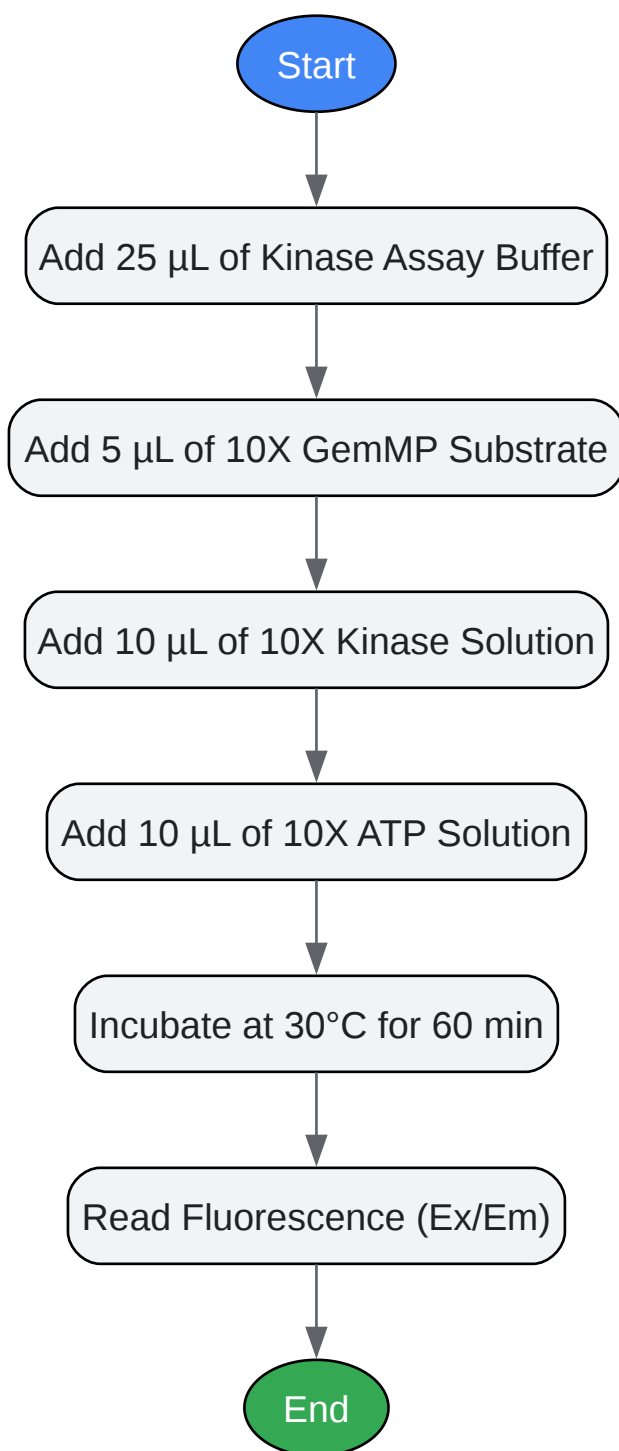 Start
Add 25 µL of Kinase Assay Buffer
Add 5 µL of 10X GemMP Substrate
Add 10 µL of 10X Kinase Solution
Add 10 µL of 10X ATP Solution
Incubate at 30°C for 60 min
Read Fluorescence (Ex/Em)
End